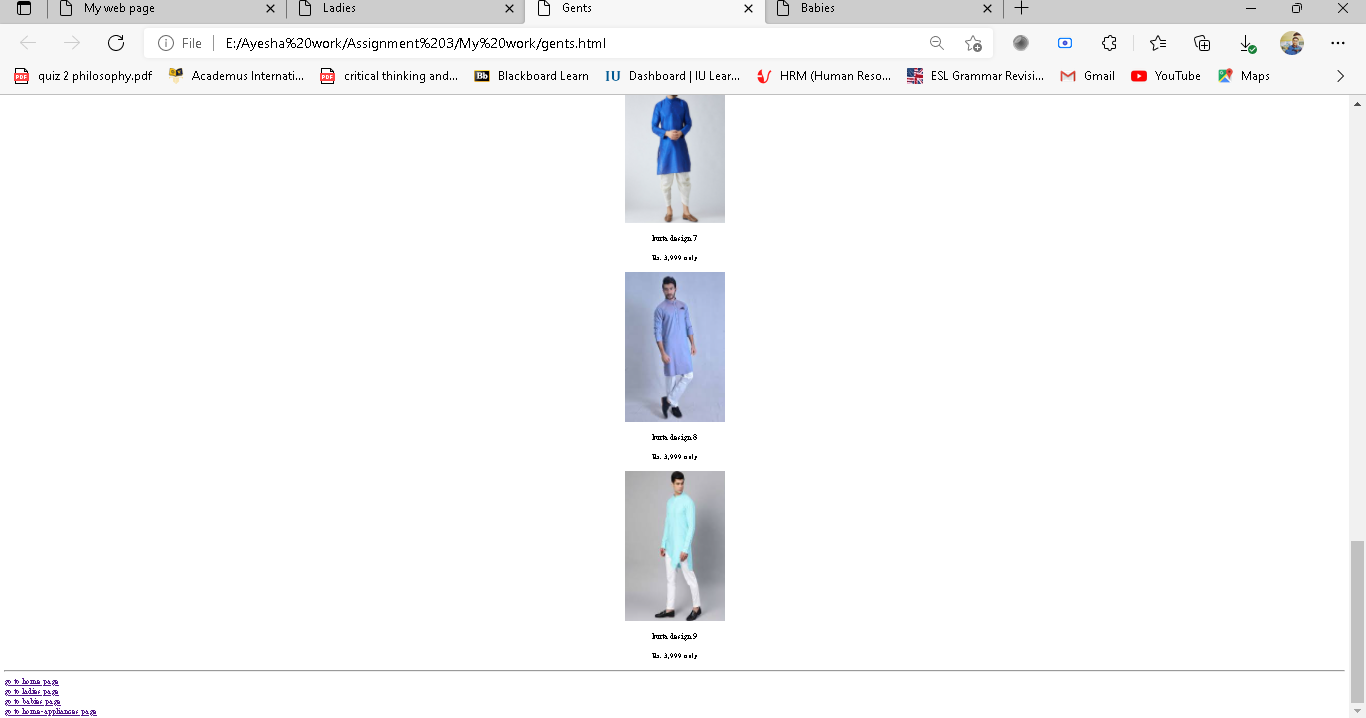 My web page
Ladies
Gents
Babies
File
E:/Ayesha%20work/Assignment%203/My%20work/gents.html
PDF quiz 2 philosophy.pdf
Academus Internati...
PDF critical thinking and...
Bb Blackboard Learn
IU Dashboard | IU Lear...
HRM (Human Reso...
ESL Grammar Revisi...
Gmail
YouTube
Maps
kurta design 7
Rs. 3,999 only
kurta design 8
Rs. 3,999 only
kurta design 9
Rs. 3,999 only
go to home page
go to ladies page
go to babies page
go to home-appliances page